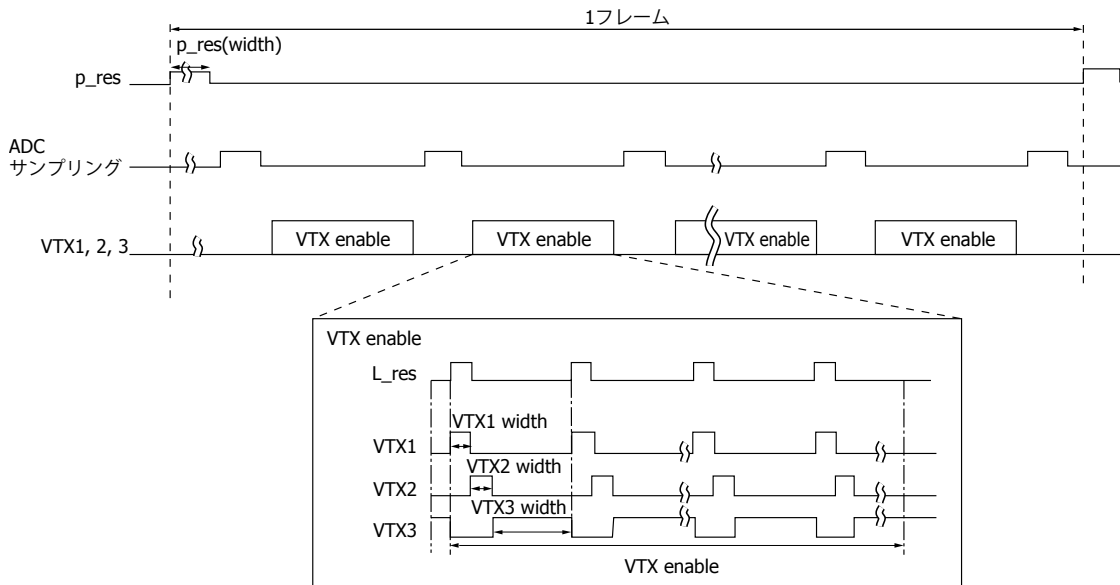 1フレーム
p_res(width)
p_res
ADC
サンプリング
VTX1, 2, 3
VTX enable
VTX enable
VTX enable
VTX enable
VTX enable
L_res
VTX1 width
VTX1
VTX2 width
VTX2
VTX3 width
VTX3
VTX enable